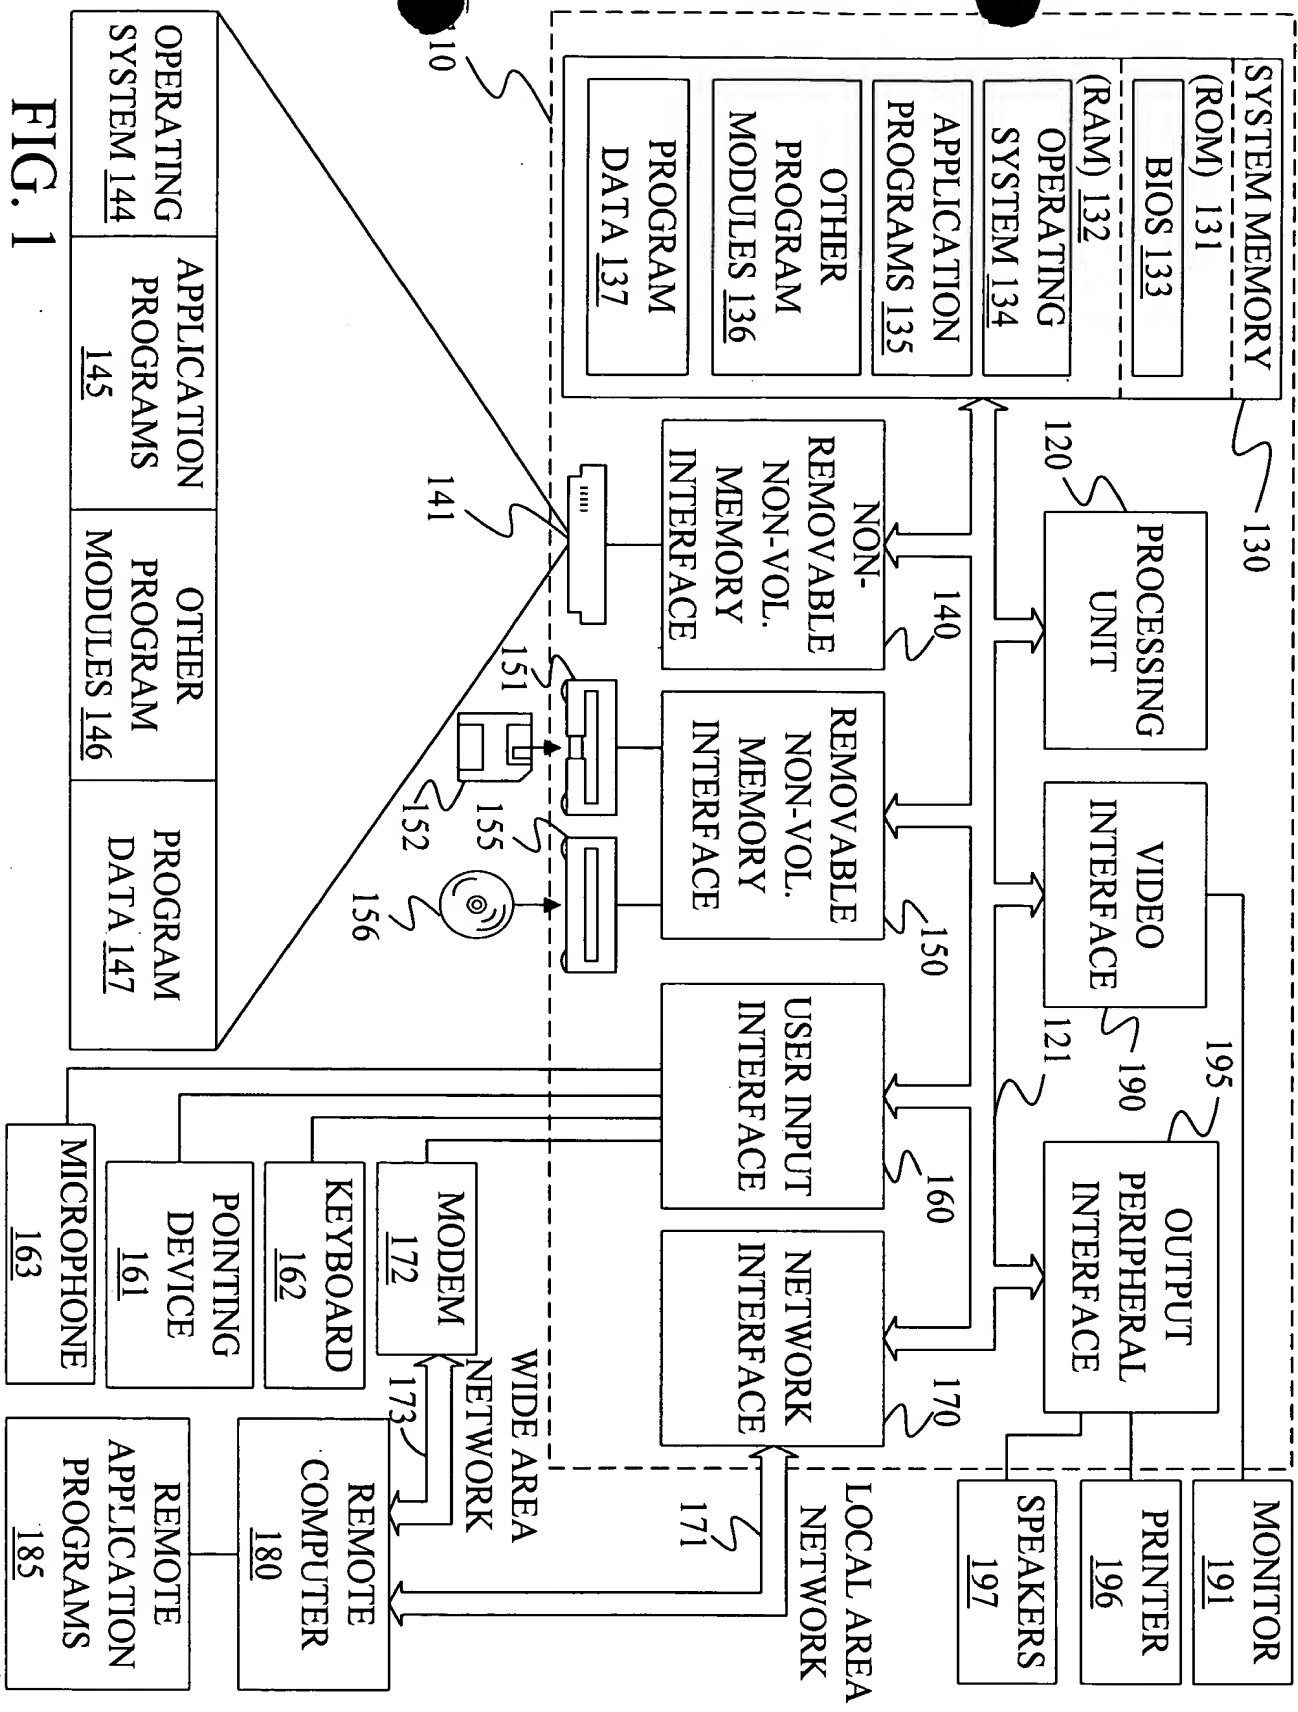 SYSTEM MEMORY
(ROM) 131
BIOS 133
(RAM) 132
OPERATING
SYSTEM 134
APPLICATION
PROGRAMS 135
OTHER
PROGRAM
MODULES 136
PROGRAM
DATA 137
130
120
PROCESSING
UNIT
VIDEO
INTERFACE
190
121
195
OUTPUT
PERIPHERAL
INTERFACE
MONITOR
191
PRINTER
196
SPEAKERS
197
NON-
REMOVABLE
NON-VOL.
MEMORY
INTERFACE
140
REMOVABLE
NON-VOL.
MEMORY
INTERFACE
150
USER INPUT
INTERFACE
160
NETWORK
INTERFACE
170
LOCAL AREA
NETWORK
171
110
141
151
152
155
156
WIDE AREA
NETWORK
173
MODEM
172
KEYBOARD
162
POINTING
DEVICE
161
MICROPHONE
163
REMOTE
COMPUTER
180
REMOTE
APPLICATION
PROGRAMS
185
OPERATING
SYSTEM 144
APPLICATION
PROGRAMS
145
OTHER
PROGRAM
MODULES 146
PROGRAM
DATA 147
FIG. 1